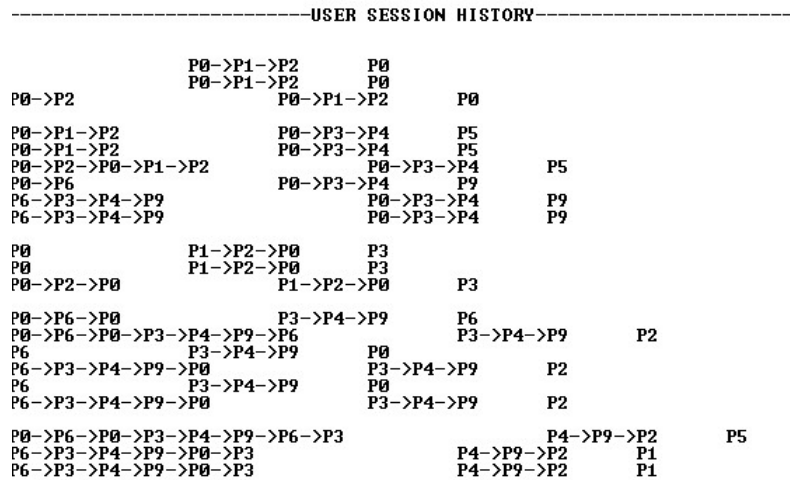 ----------------------------USER SESSION HISTORY----------------------------
P0->P1->P2 P0
P0->P1->P2 P0
P0->P2 P0->P1->P2 P0
P0->P1->P2 P0->P3->P4 P5
P0->P1->P2 P0->P3->P4 P5
P0->P2->P0->P1->P2 P0->P3->P4 P5
P0->P6 P0->P3->P4 P9
P6->P3->P4->P9 P0->P3->P4 P9
P6->P3->P4->P9 P0->P3->P4 P9
P0 P1->P2->P0 P3
P0 P1->P2->P0 P3
P0->P2->P0 P1->P2->P0 P3
P0->P6->P0 P3->P4->P9 P6
P0->P6->P0->P3->P4->P9->P6 P3->P4->P9 P2
P6 P3->P4->P9 P0
P6->P3->P4->P9->P0 P3->P4->P9 P2
P6 P3->P4->P9 P0
P6->P3->P4->P9->P0 P3->P4->P9 P2
P0->P6->P0->P3->P4->P9->P6->P3 P4->P9->P2 P5
P6->P3->P4->P9->P0->P3 P4->P9->P2 P1
P6->P3->P4->P9->P0->P3 P4->P9->P2 P1